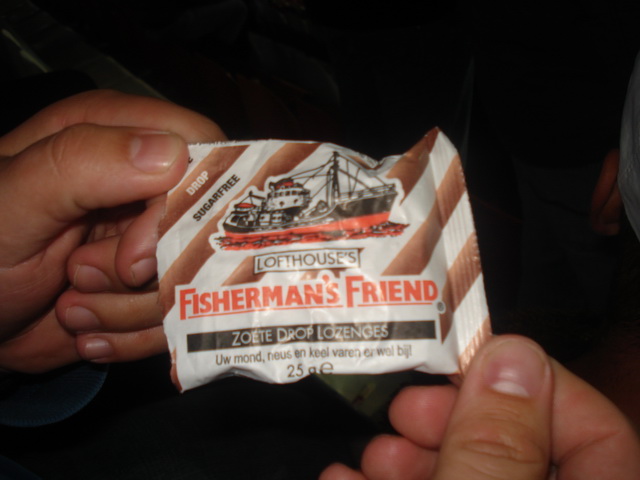 DROP
SUGARFREE
LOFTHOUSE'S
FISHERMAN'S FRIEND®
ZOETE DROP LOZENGES
Uw mond, neus en keel varen er wel bij!
25 g e